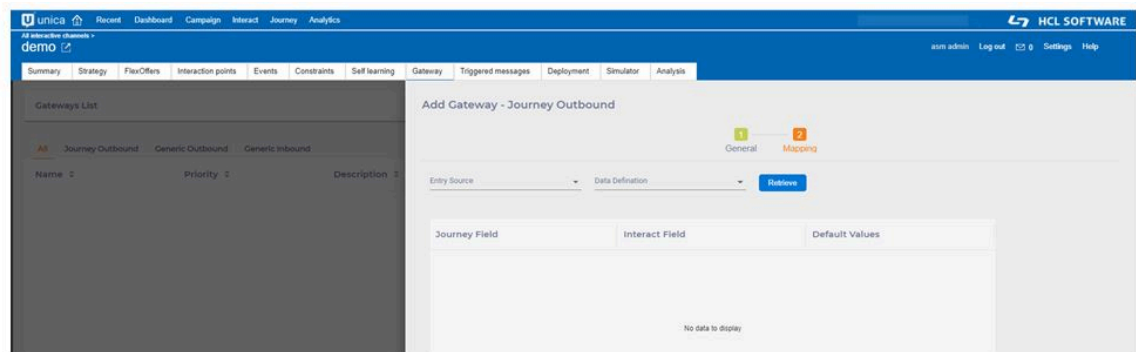 unica Recent Dashboard Campaign Interact Journey Analytics HCL SOFTWARE
All interactive channels >
demo asm admin Log out 0 Settings Help
Summary Strategy FlexOffers Interaction points Events Constraints Self learning Gateway Triggered messages Deployment Simulator Analysis
Gateways List
Add Gateway - Journey Outbound
1 2
General Mapping
All Journey Outbound Generic Outbound Generic Inbound
Name Priority Description
Entry Source Data Defination Retrieve
Journey Field Interact Field Default Values
No data to display